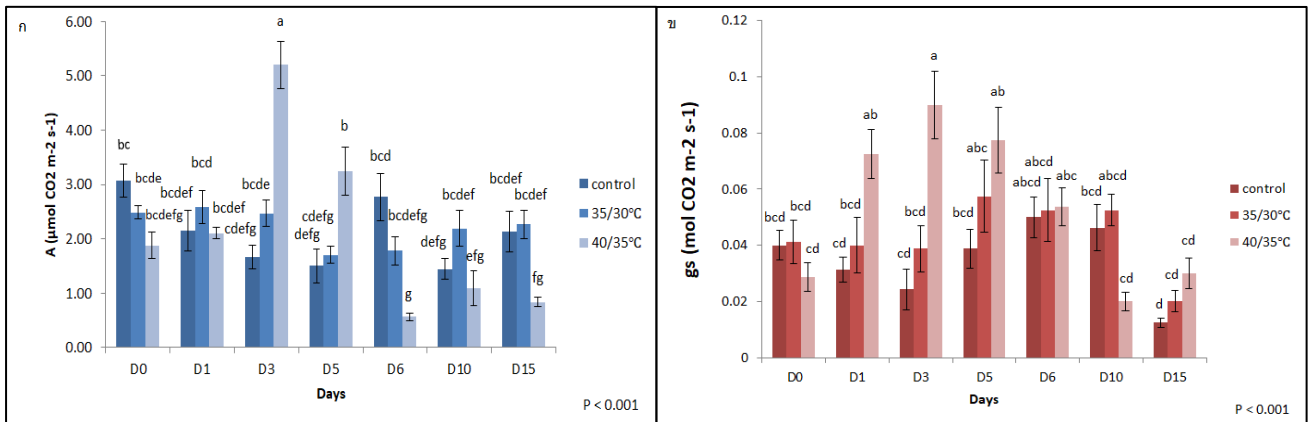 ก
A (µmol CO2 m-2 s-1)
6.00
5.00
4.00
3.00
2.00
1.00
0.00
bc
bcde
bcdefg
bcdef
bcd
bcdef
cdefg
bcde
a
defg
cdefg
b
bcd
bcdefg
g
defg
bcdef
efg
bcdef
bcdef
fg
D0 D1 D3 D5 D6 D10 D15
Days
control
35/30°C
40/35°C
P < 0.001
ข
gs (mol CO2 m-2 s-1)
0.12
0.1
0.08
0.06
0.04
0.02
0
bcd
bcd
cd
cd
bcd
ab
cd
bcd
a
bcd
abc
ab
abcd
abcd
abc
bcd
abcd
cd
d
cd
cd
D0 D1 D3 D5 D6 D10 D15
Days
control
35/30°C
40/35°C
P < 0.001